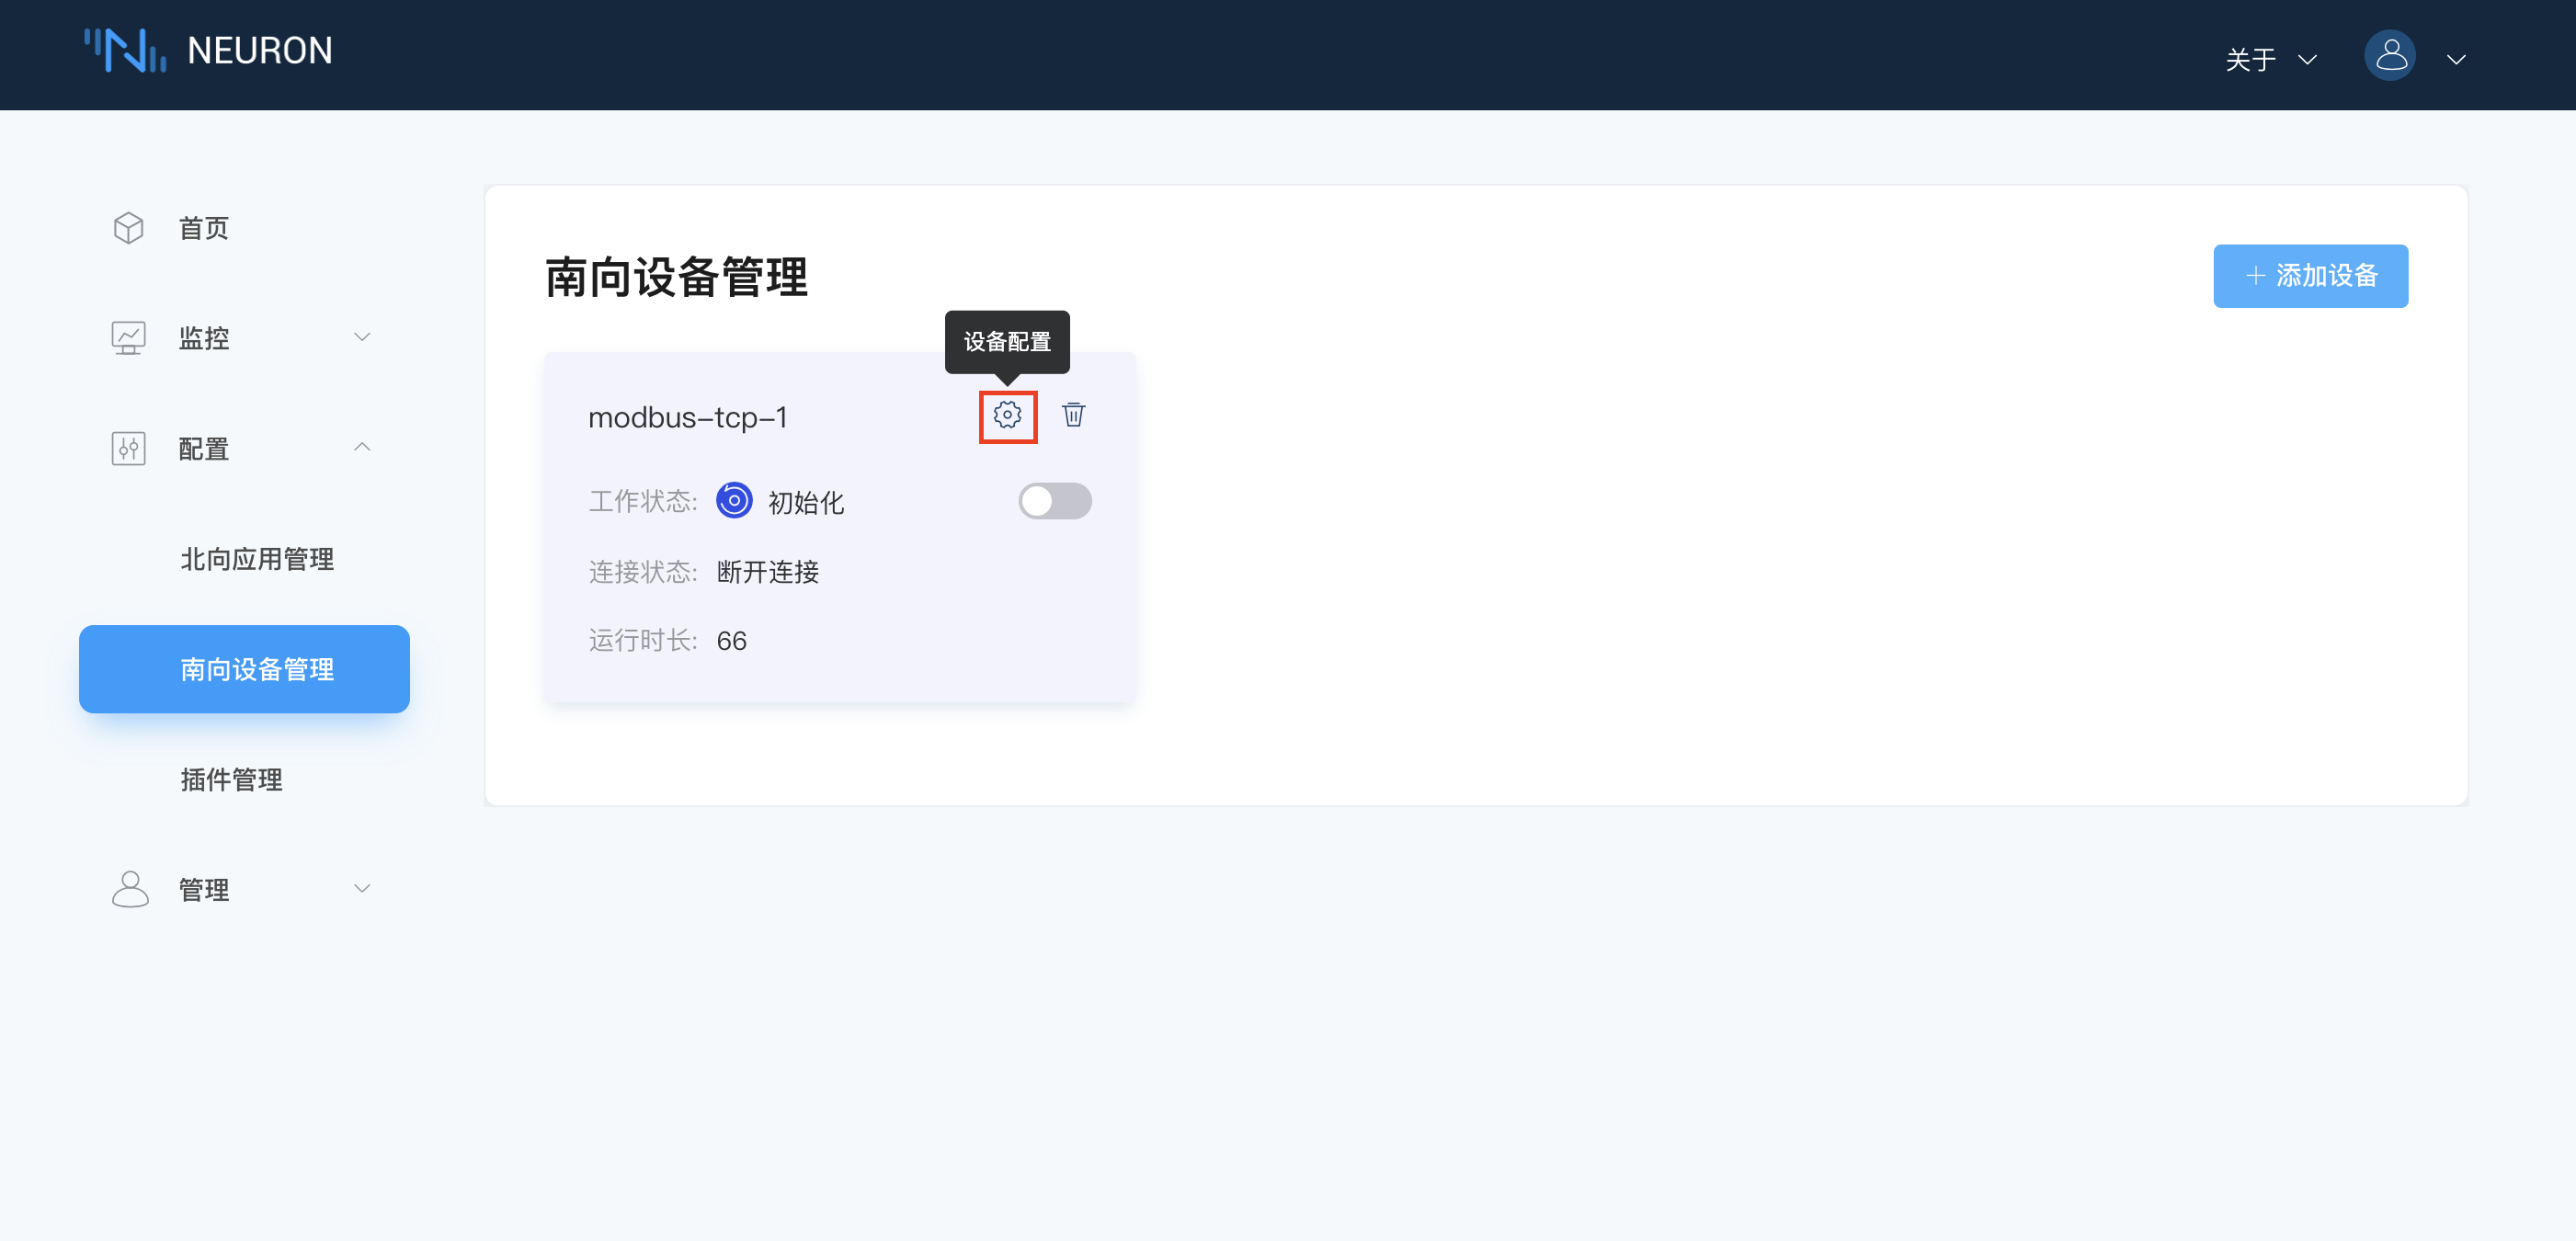 NEURON
关于
首页
监控
配置
北向应用管理
南向设备管理
插件管理
管理
南向设备管理
+ 添加设备
设备配置
modbus-tcp-1
工作状态: 初始化
连接状态: 断开连接
运行时长: 66